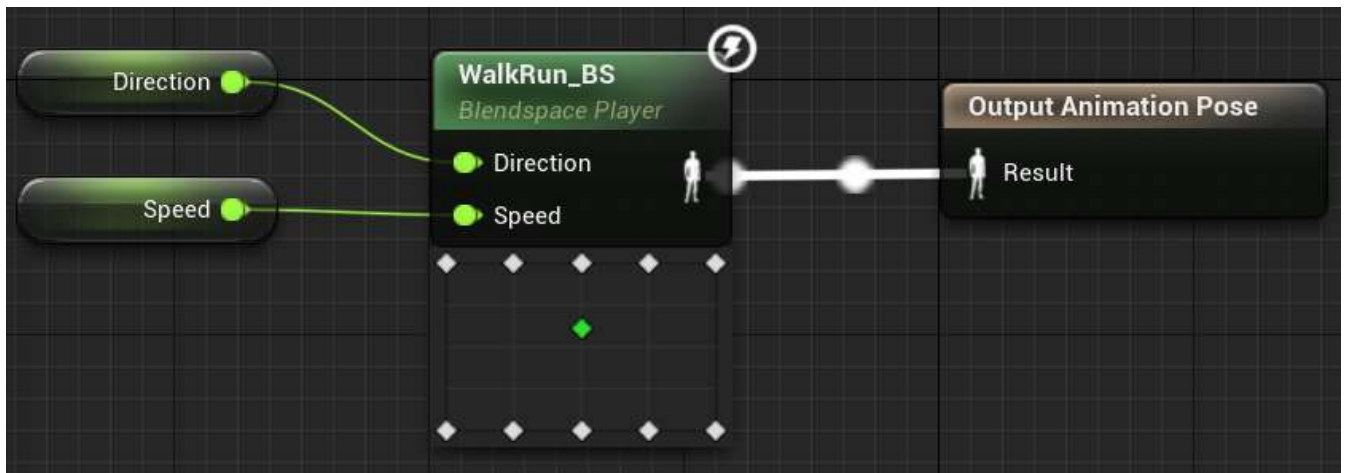 Direction
Speed
WalkRun_BS
Blendspace Player
Direction
Speed
Output Animation Pose
Result